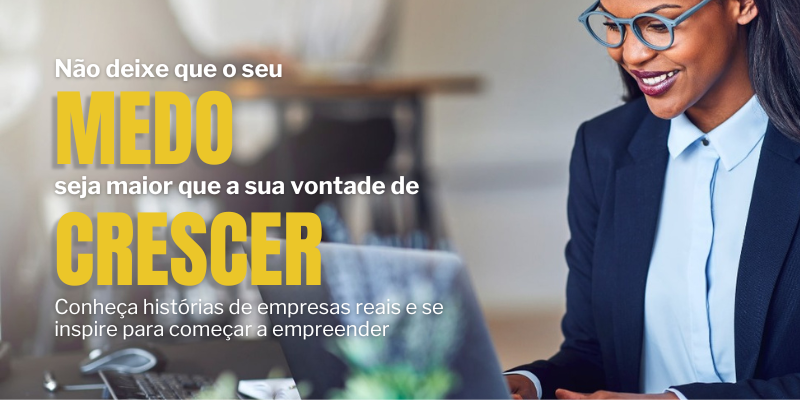 Não deixe que o seu
MEDO
seja maior que a sua vontade de
CRESCER
Conheça histórias de empresas reais e se
inspire para começar a empreender